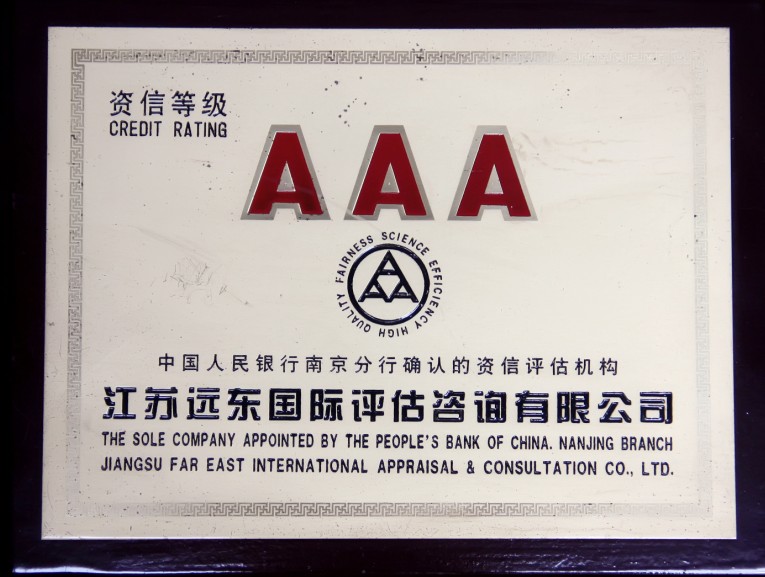 资信等级
CREDIT RATING
AAA
FAIRNESS SCIENCE EFFICIENCY HIGH QUALITY
中国人民银行南京分行确认的资信评估机构
江苏远东国际评估咨询有限公司
THE SOLE COMPANY APPOINTED BY THE PEOPLE'S BANK OF CHINA. NANJING BRANCH
JIANGSU FAR EAST INTERNATIONAL APPRAISAL & CONSULTATION CO., LTD.